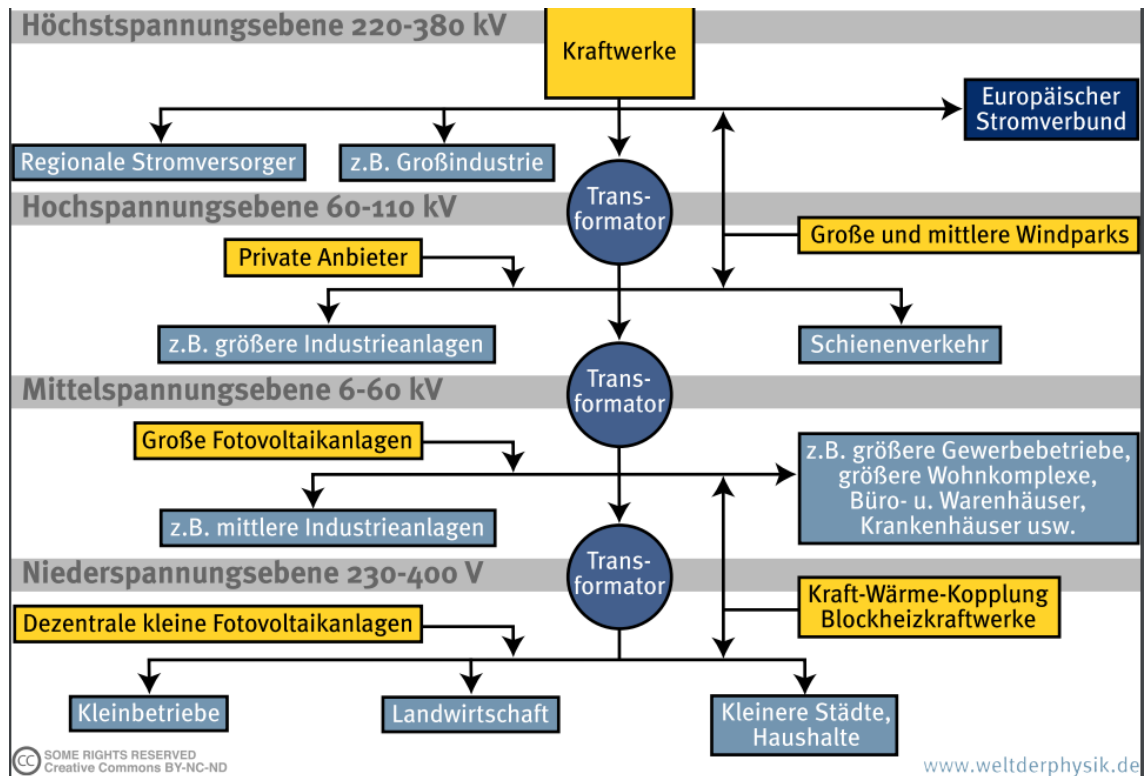 Höchstspannungsebene 220-380 kV
Kraftwerke
Europäischer
Stromverbund
Regionale Stromversorger
z.B. Großindustrie
Trans-
formator
Hochspannungsebene 60-110 kV
Große und mittlere Windparks
Private Anbieter
z.B. größere Industrieanlagen
Schienenverkehr
Trans-
formator
Mittelspannungsebene 6-60 kV
Große Fotovoltaikanlagen
z.B. größere Gewerbebetriebe,
größere Wohnkomplexe,
Büro- u. Warenhäuser,
Krankenhäuser usw.
z.B. mittlere Industrieanlagen
Trans-
formator
Niederspannungsebene 230-400 V
Kraft-Wärme-Kopplung
Blockheizkraftwerke
Dezentrale kleine Fotovoltaikanlagen
Kleinbetriebe
Landwirtschaft
Kleinere Städte,
Haushalte
cc SOME RIGHTS RESERVED
Creative Commons BY-NC-ND
www.weltderphysik.de